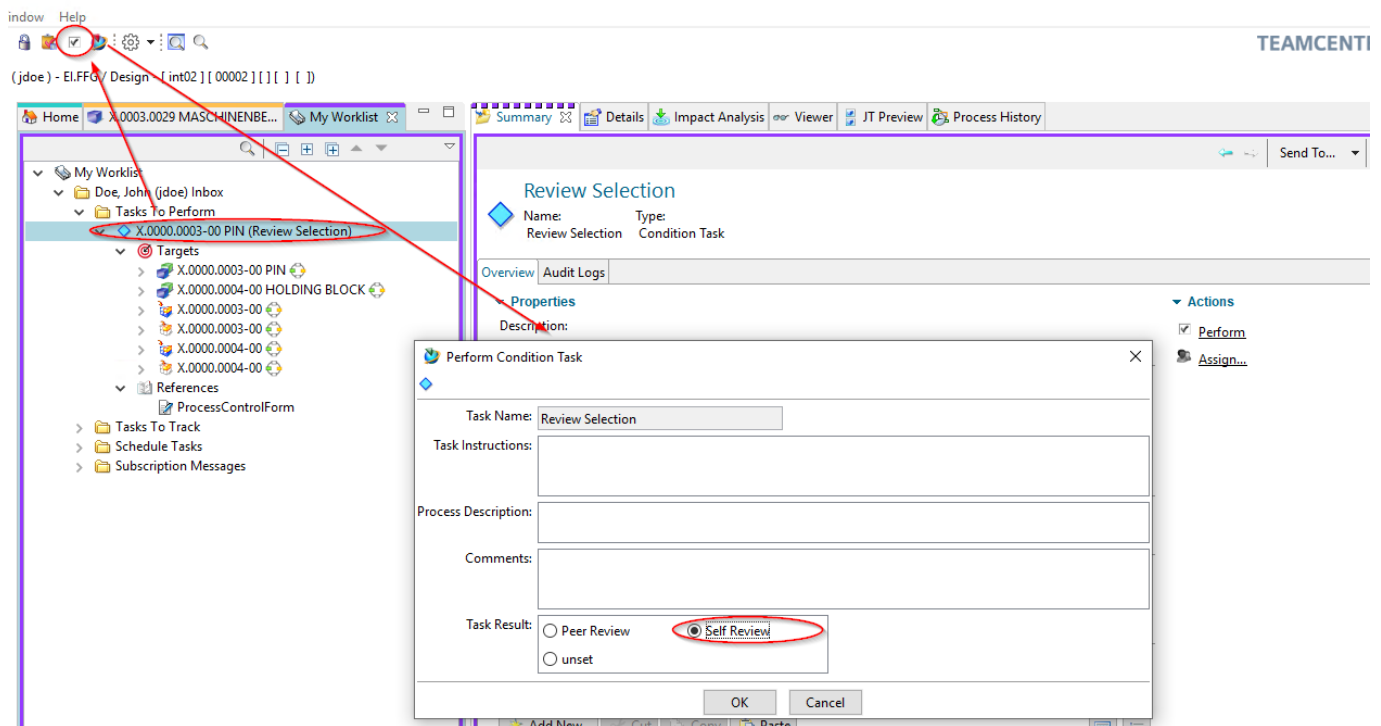 indow Help
TEAMCENT
( jdoe ) - EI.FFG / Design - [ int02 ] [ 00002 ] [ ] [ ] [ ])
Home X.0003.0029 MASCHINENBE... My Worklist Summary Details Impact Analysis Viewer JT Preview Process History
Send To...
My Worklist
Doe, John (jdoe) Inbox
Tasks To Perform
X.0000.0003-00 PIN (Review Selection)
Targets
X.0000.0003-00 PIN
X.0000.0004-00 HOLDING BLOCK
X.0000.0003-00
X.0000.0003-00
X.0000.0004-00
X.0000.0004-00
References
ProcessControlForm
Tasks To Track
Schedule Tasks
Subscription Messages
Review Selection
Name: Type:
Review Selection Condition Task
Overview Audit Logs
Properties
Description:
Actions
Perform
Assign...
Perform Condition Task
Task Name: Review Selection
Task Instructions:
Process Description:
Comments:
Task Result: Peer Review Self Review
unset
OK Cancel
Add New Cut Copy Paste